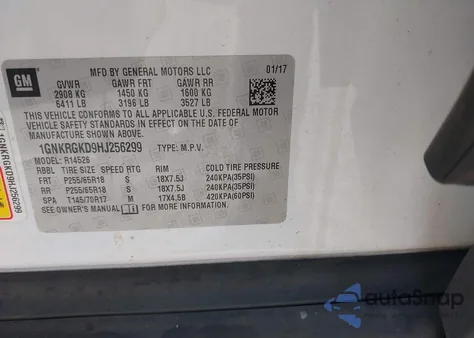 GM
MFD BY GENERAL MOTORS LLC 01/17
GVWR GAWR FRT GAWR RR
2908 KG 1450 KG 1600 KG
6411 LB 3196 LB 3527 LB
THIS VEHICLE CONFORMS TO ALL APPLICABLE U.S. FEDERAL MOTOR
VEHICLE SAFETY STANDARDS IN EFFECT ON THE DATE OF
MANUFACTURE SHOWN ABOVE.
1GNKRGKD9HJ256299 TYPE: M.P.V.
MODEL: R14526
RBBL TIRE SIZE SPEED RTG RIM COLD TIRE PRESSURE
FRT P255/65R18 S 18X7.5J 240KPA(35PSI)
RR P255/65R18 S 18X7.5J 240KPA(35PSI)
SPA T145/70R17 M 17X4.5B 420KPA(60PSI)
SEE OWNER'S MANUAL FOR MORE INFORMATION.
1GNKRGKD9HJ256299
autoSnap